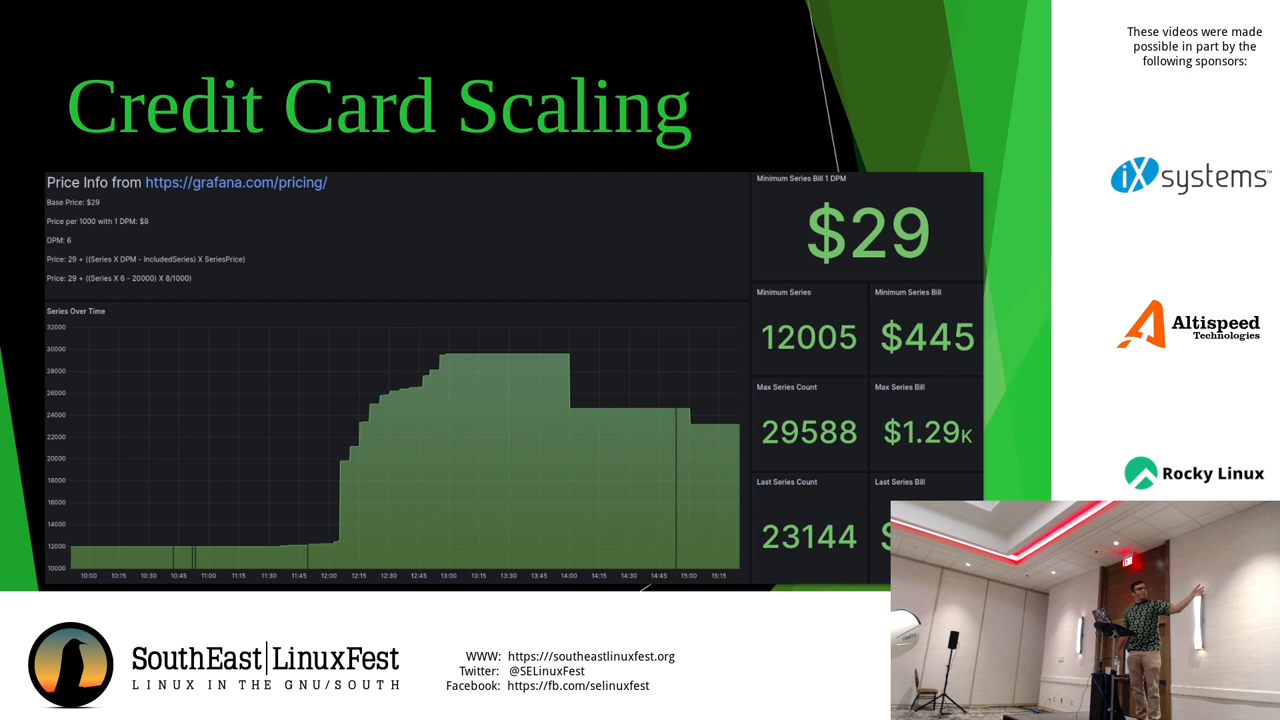 Credit Card Scaling
Price Info from https://grafana.com/pricing/
Base Price: $29
Price per 1000 with 1 DPM: $8
DPM: 6
Price: 29 + ((Series X DPM - IncludedSeries) X SeriesPrice)
Price: 29 + ((Series X 6 - 20000) X 8/1000)
Minimum Series Bill 1 DPM
$29
Minimum Series
12005
Minimum Series Bill
$445
Max Series Count
29588
Max Series Bill
$1.29K
Last Series Count
23144
Last Series Bill
$
Series Over Time
32000
30000
28000
26000
24000
22000
20000
18000
16000
14000
12000
10000
10:00 10:15 10:30 10:45 11:00 11:15 11:30 11:45 12:00 12:15 12:30 12:45 13:00 13:15 13:30 13:45 14:00 14:15 14:30 14:45 15:00 15:15
These videos were made
possible in part by the
following sponsors:
iXsystems™
Altispeed
Technologies
Rocky Linux
EXIT
SouthEast|LinuxFest
LINUX IN THE GNU/SOUTH
WWW: https:///southeastlinuxfest.org
Twitter: @SELinuxFest
Facebook: https://fb.com/selinuxfest